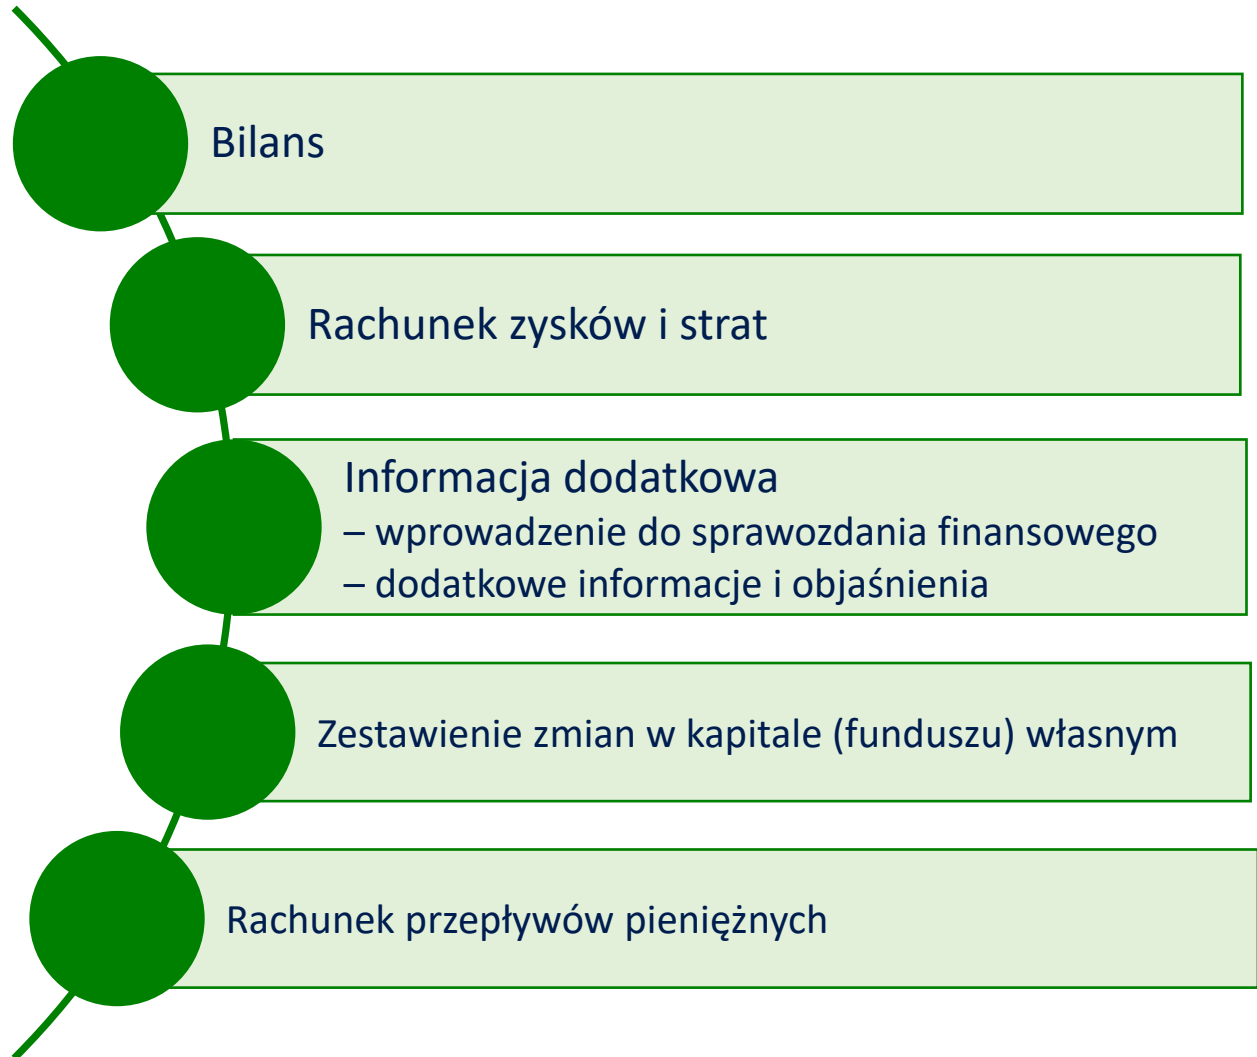 Bilans
Rachunek zysków i strat
Informacja dodatkowa
– wprowadzenie do sprawozdania finansowego
– dodatkowe informacje i objaśnienia
Zestawienie zmian w kapitale (funduszu) własnym
Rachunek przepływów pieniężnych